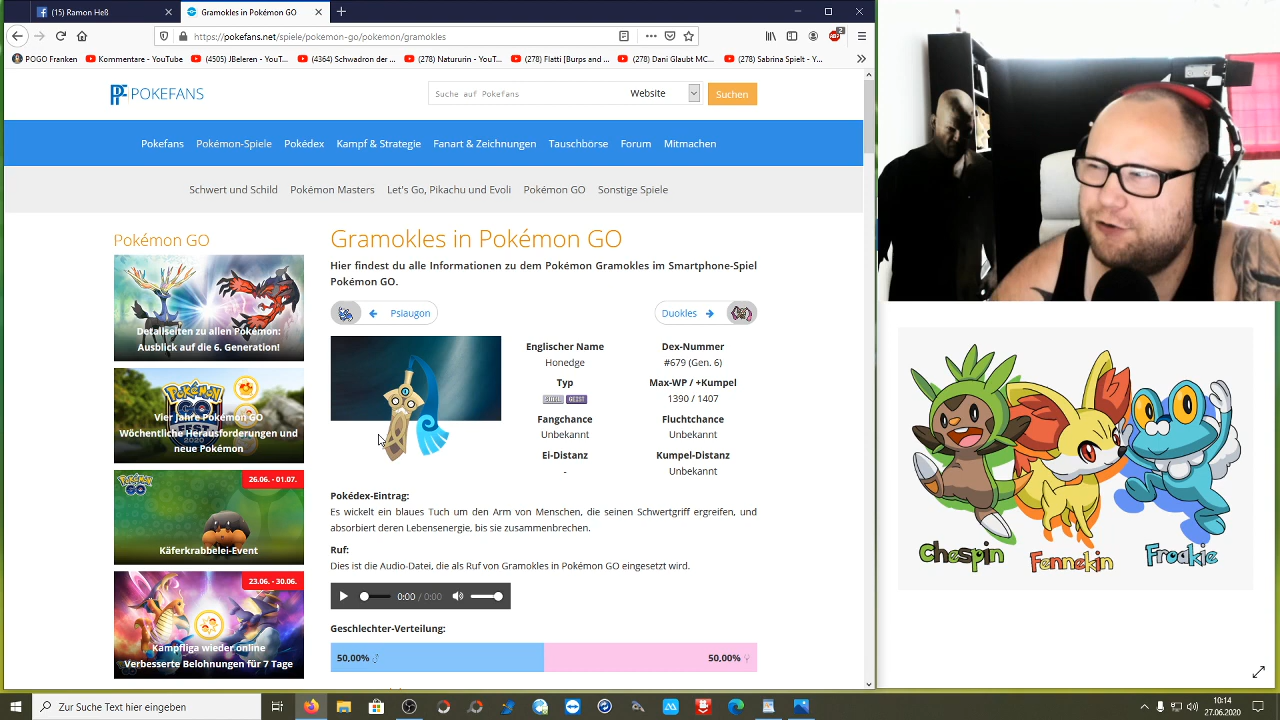 (15) Ramon Heß
Gramokles in Pokémon GO
https://pokefans.net/spiele/pokemon-go/pokemon/gramokles
POGO Franken
Kommentare - YouTube
(4505) JBeleren - YouT...
(4364) Schwadron der ...
(278) Natururin - YouT...
(278) Flatti [Burps and ...
(278) Dani Glaubt MC...
(278) Sabrina Spielt - Y...
PF POKEFANS
Suche auf Pokefans
Website
Suchen
Pokefans Pokémon-Spiele Pokédex Kampf & Strategie Fanart & Zeichnungen Tauschbörse Forum Mitmachen
Schwert und Schild Pokémon Masters Let's Go, Pikachu und Evoli Pokémon GO Sonstige Spiele
Pokémon GO
Detailseiten zu allen Pokémon:
Ausblick auf die 6. Generation!
Vier Jahre Pokémon GO
Wöchentliche Herausforderungen und
neue Pokémon
26.06. - 01.07.
Käferkrabbelei-Event
23.06. - 30.06.
Kampfliga wieder online
Verbesserte Belohnungen für 7 Tage
Gramokles in Pokémon GO
Hier findest du alle Informationen zu dem Pokémon Gramokles im Smartphone-Spiel
Pokémon GO.
Psiaugon
Duokles
Englischer Name
Honedge
Dex-Nummer
#679 (Gen. 6)
Typ
STAHL GEIST
Max-WP / +Kumpel
1390 / 1407
Fangchance
Unbekannt
Fluchtchance
Unbekannt
Ei-Distanz
-
Kumpel-Distanz
Unbekannt
Pokédex-Eintrag:
Es wickelt ein blaues Tuch um den Arm von Menschen, die seinen Schwertgriff ergreifen, und
absorbiert deren Lebensenergie, bis sie zusammenbrechen.
Ruf:
Dies ist die Audio-Datei, die als Ruf von Gramokles in Pokémon GO eingesetzt wird.
0:00 / 0:00
Geschlechter-Verteilung:
50,00% ♂
50,00% ♀
Chespin
Fennekin
Froakie
Zur Suche Text hier eingeben
10:14
27.06.2020